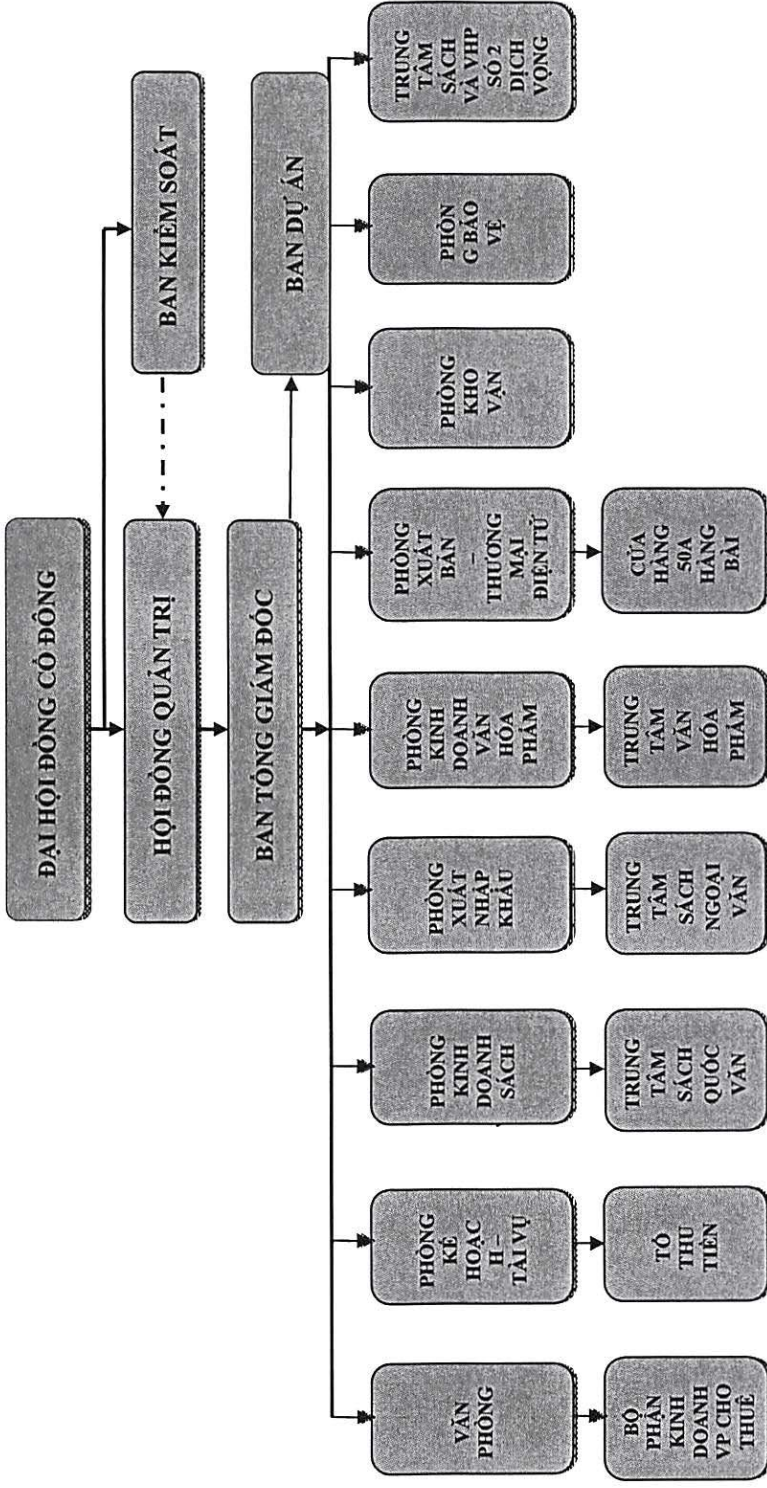 ĐẠI HỘI ĐỒNG CỔ ĐÔNG
BAN KIỂM SOÁT
HỘI ĐỒNG QUẢN TRỊ
BAN TỔNG GIÁM ĐỐC
BAN DỰ ÁN
VĂN
PHÒNG
PHÒNG
KẾ
HOẠC
H –
TÀI VỤ
PHÒNG
KINH
DOANH
SÁCH
PHÒNG
XUẤT
NHẬP
KHẨU
PHÒNG
KINH
DOANH
VĂN
HÓA
PHẨM
PHÒNG
XUẤT
BẢN
–
THƯƠNG
MẠI
ĐIỆN TỬ
PHÒNG
KHO
VẬN
PHÒN
G BẢO
VỆ
TRUNG
TÂM
SÁCH
VÀ VHP
SỐ 2
DỊCH
VỌNG
BỘ
PHẬN
KINH
DOANH
VP CHO
THUÊ
TỔ
THU
TIỀN
TRUNG
TÂM
SÁCH
QUỐC
VĂN
TRUNG
TÂM
SÁCH
NGOẠI
VĂN
TRUNG
TÂM
VĂN
HÓA
PHẨM
CỬA
HÀNG
50A
HÀNG
BÀI